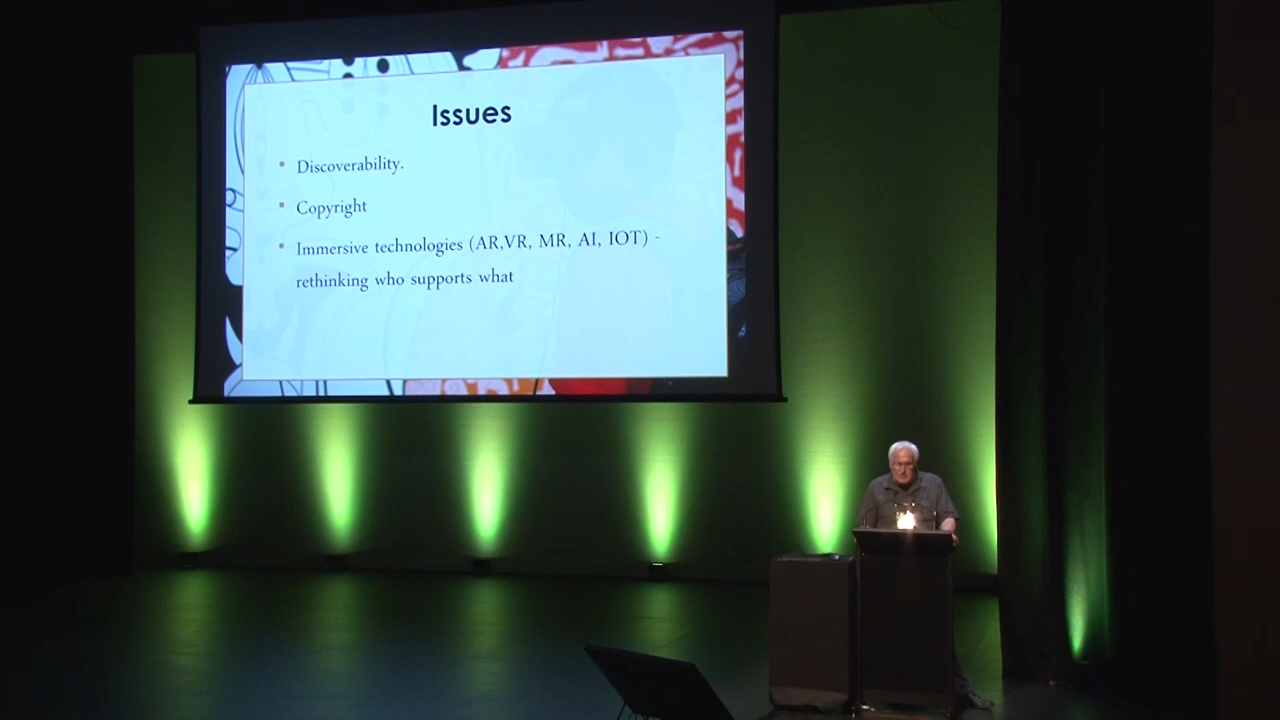 Issues
Discoverability.
Copyright
Immersive technologies (AR,VR, MR, AI, IOT) -
rethinking who supports what